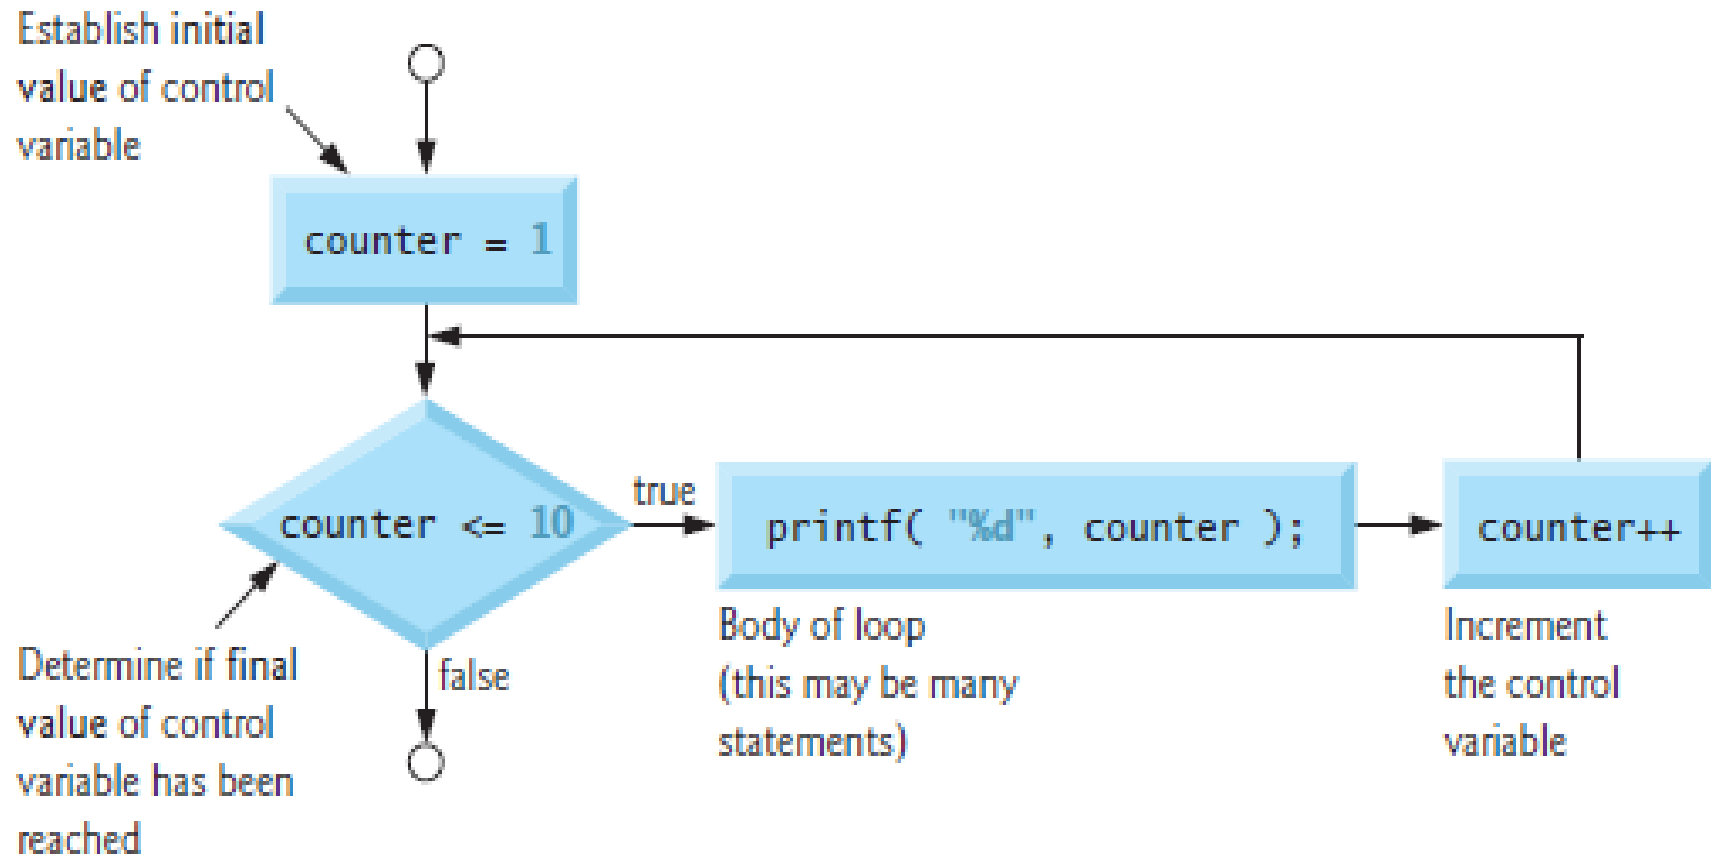 Establish initial
value of control
variable
counter = 1
counter <= 10
true
printf( "%d", counter );
counter++
Body of loop
(this may be many
statements)
Increment
the control
variable
false
Determine if final
value of control
variable has been
reached